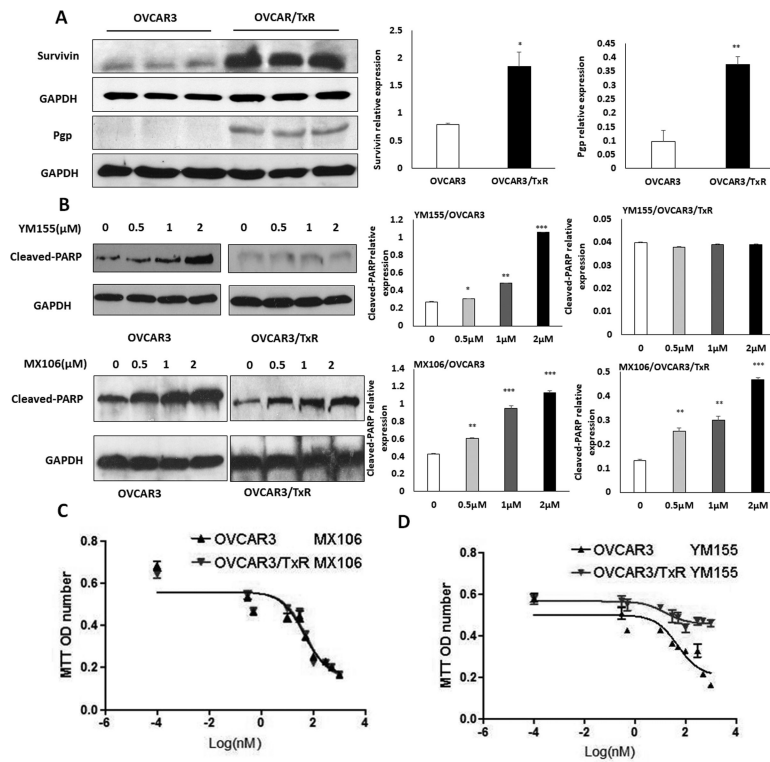 A
OVCAR3 OVCAR/TxR
Survivin
GAPDH
Pgp
GAPDH
Survivin relative expression
2.5
2
1.5
1
0.5
0
*
OVCAR3 OVCAR3/TxR
Pgp relative expression
0.45
0.4
0.35
0.3
0.25
0.2
0.15
0.1
0.05
0
**
OVCAR3 OVCAR3/TxR
B
YM155(μM) 0 0.5 1 2 0 0.5 1 2
Cleaved-PARP
GAPDH
OVCAR3 OVCAR3/TxR
YM155/OVCAR3
Cleaved-PARPrelative
expression
1.2
1
0.8
0.6
0.4
0.2
0
* ** ***
0 0.5μM 1μM 2μM
YM155/OVCAR3/TxR
Cleaved-PARP relative
expression
0.05
0.04
0.03
0.02
0.01
0
0 0.5μM 1μM 2μM
MX106(μM) 0 0.5 1 2 0 0.5 1 2
Cleaved-PARP
GAPDH
OVCAR3 OVCAR3/TxR
MX106/OVCAR3
Cleaved-PARP relative
expression
1.4
1.2
1
0.8
0.6
0.4
0.2
0
** *** ***
0 0.5μM 1μM 2μM
MX106/OVCAR3/TxR
Cleaved-PARP relative
expression
0.5
0.4
0.3
0.2
0.1
0
** ** ***
0 0.5μM 1μM 2μM
C
OVCAR3 MX106
OVCAR3/TxR MX106
MTT OD number
0.8
0.6
0.4
0.2
0.0
-6 -4 -2 0 2 4
Log(nM)
D
OVCAR3 YM155
OVCAR3/TxR YM155
MTT OD number
0.8
0.6
0.4
0.2
0.0
-6 -4 -2 0 2 4
Log(nM)